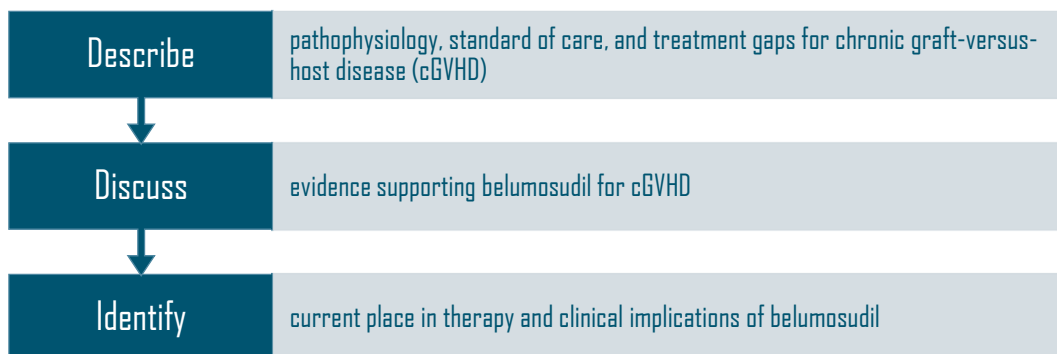 Describe
pathophysiology, standard of care, and treatment gaps for chronic graft-versus-
host disease (cGVHD)
Discuss
evidence supporting belumosudil for cGVHD
Identify
current place in therapy and clinical implications of belumosudil